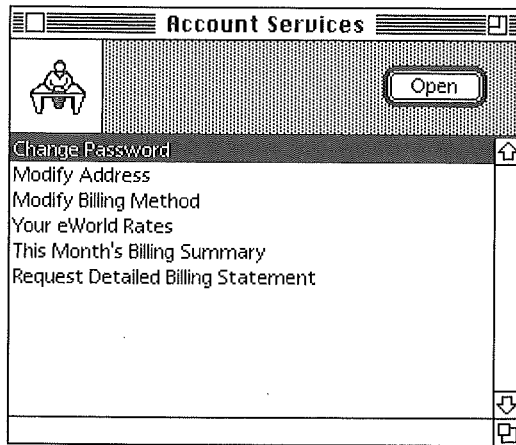 Account Services
Open
Change Password
Modify Address
Modify Billing Method
Your eWorld Rates
This Month's Billing Summary
Request Detailed Billing Statement